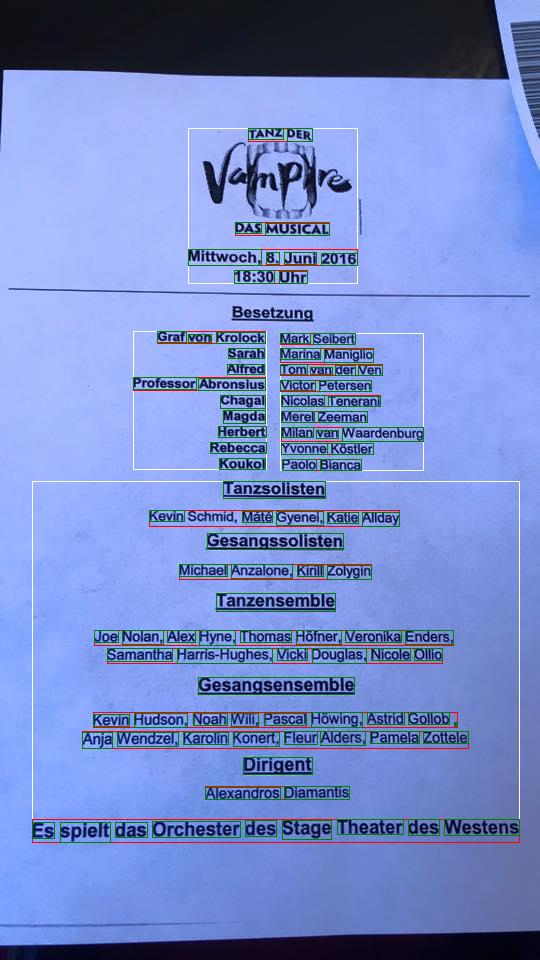 TANZ DER
Vampire
DAS MUSICAL
Mittwoch, 8. Juni 2016
18:30 Uhr
Besetzung
Graf von Krolock Mark Seibert
Sarah Marina Maniglio
Alfred Tom van der Ven
Professor Abronsius Victor Petersen
Chagal Nicolas Tenerani
Magda Merel Zeeman
Herbert Milan van Waardenburg
Rebecca Yvonne Köstler
Koukol Paolo Bianca
Tanzsolisten
Kevin Schmid, Máté Gyenei, Katie Allday
Gesangssolisten
Michael Anzalone, Kirill Zolygin
Tanzensemble
Joe Nolan, Alex Hyne, Thomas Höfner, Veronika Enders,
Samantha Harris-Hughes, Vicki Douglas, Nicole Ollio
Gesangsensemble
Kevin Hudson, Noah Wili, Pascal Höwing, Astrid Gollob ,
Anja Wendzel, Karolin Konert, Fleur Alders, Pamela Zottele
Dirigent
Alexandros Diamantis
Es spielt das Orchester des Stage Theater des Westens